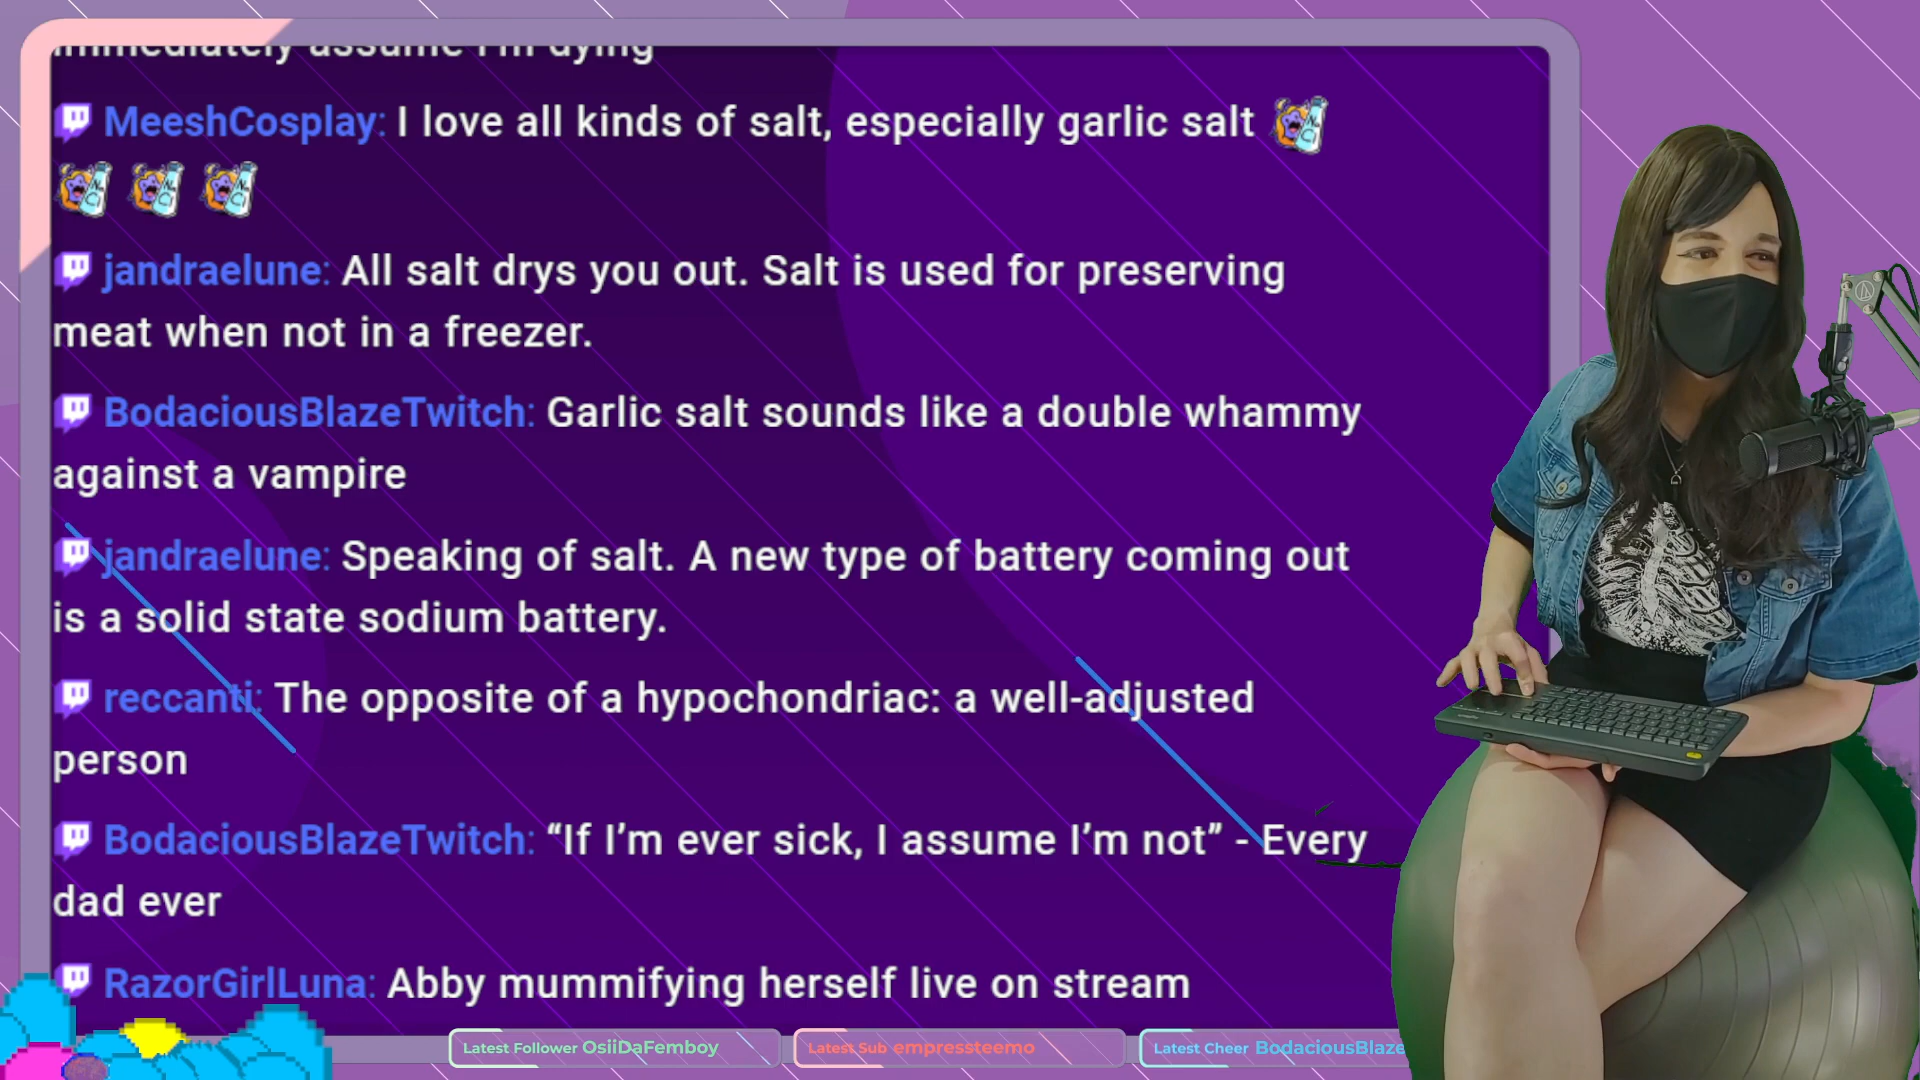 immediately assume I'm dying
MeeshCosplay: I love all kinds of salt, especially garlic salt
jandraelune: All salt drys you out. Salt is used for preserving
meat when not in a freezer.
BodaciousBlazeTwitch: Garlic salt sounds like a double whammy
against a vampire
jandraelune: Speaking of salt. A new type of battery coming out
is a solid state sodium battery.
reccanti: The opposite of a hypochondriac: a well-adjusted
person
BodaciousBlazeTwitch: “If I’m ever sick, I assume I’m not” - Every
dad ever
RazorGirlLuna: Abby mummifying herself live on stream
Latest Follower OsiiDaFemboy
Latest Sub empressteemo
Latest Cheer BodaciousBlaze